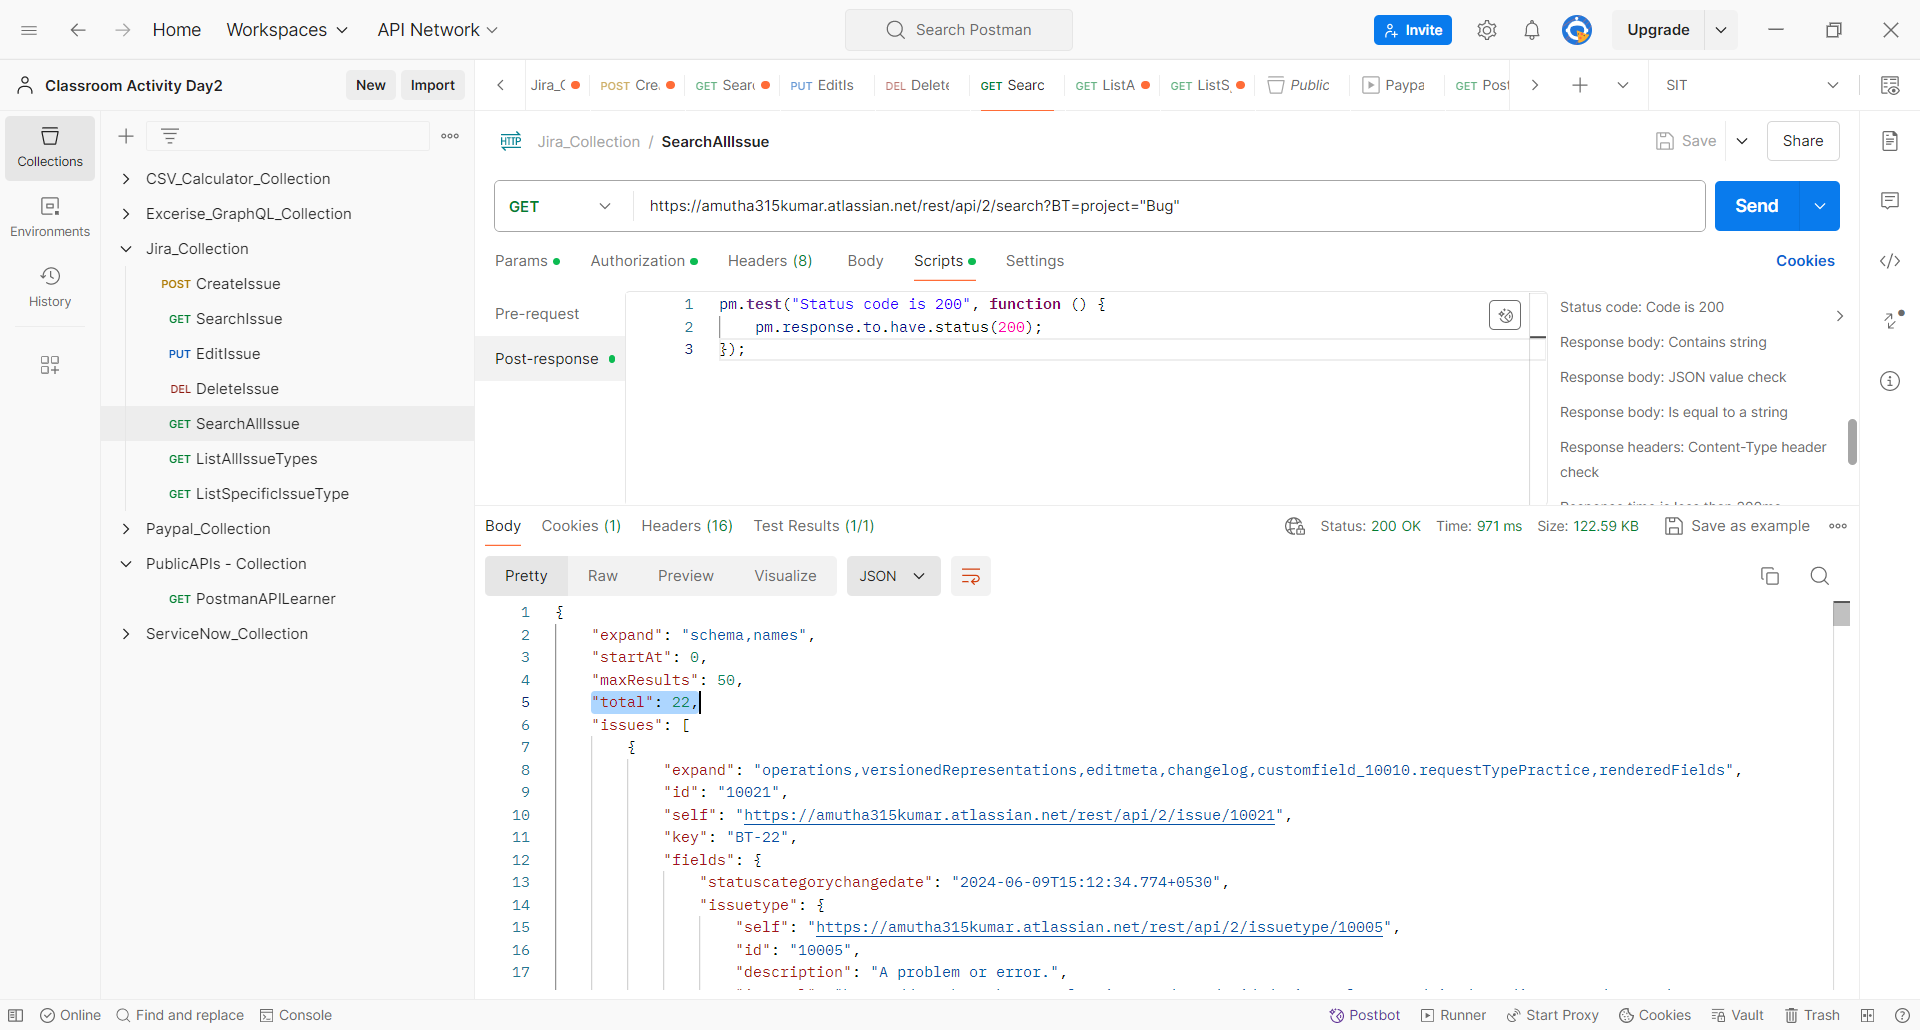 Home Workspaces API Network Search Postman Invite Upgrade
Classroom Activity Day2 New Import
Jira_C POST Cre GET Sear PUT EditIs DEL Delete GET Searc GET ListA GET ListS Public Paypa GET Post SIT
Collections
Environments
History
CSV_Calculator_Collection
Excerise_GraphQL_Collection
Jira_Collection
POST CreateIssue
GET SearchIssue
PUT EditIssue
DEL DeleteIssue
GET SearchAllIssue
GET ListAllIssueTypes
GET ListSpecificIssueType
Paypal_Collection
PublicAPIs - Collection
GET PostmanAPILearner
ServiceNow_Collection
HTTP Jira_Collection / SearchAllIssue Save Share
GET https://amutha315kumar.atlassian.net/rest/api/2/search?BT=project="Bug" Send
Params Authorization Headers (8) Body Scripts Settings Cookies
Pre-request
Post-response
1 pm.test("Status code is 200", function () {
2 pm.response.to.have.status(200);
3 });
Status code: Code is 200
Response body: Contains string
Response body: JSON value check
Response body: Is equal to a string
Response headers: Content-Type header
check
Response time is less than 200ms
Body Cookies (1) Headers (16) Test Results (1/1) Status: 200 OK Time: 971 ms Size: 122.59 KB Save as example
Pretty Raw Preview Visualize JSON
1 {
2 "expand": "schema,names",
3 "startAt": 0,
4 "maxResults": 50,
5 "total": 22,
6 "issues": [
7 {
8 "expand": "operations,versionedRepresentations,editmeta,changelog,customfield_10010.requestTypePractice,renderedFields",
9 "id": "10021",
10 "self": "https://amutha315kumar.atlassian.net/rest/api/2/issue/10021",
11 "key": "BT-22",
12 "fields": {
13 "statuscategorychangedate": "2024-06-09T15:12:34.774+0530",
14 "issuetype": {
15 "self": "https://amutha315kumar.atlassian.net/rest/api/2/issuetype/10005",
16 "id": "10005",
17 "description": "A problem or error.",
Online Find and replace Console Postbot Runner Start Proxy Cookies Vault Trash